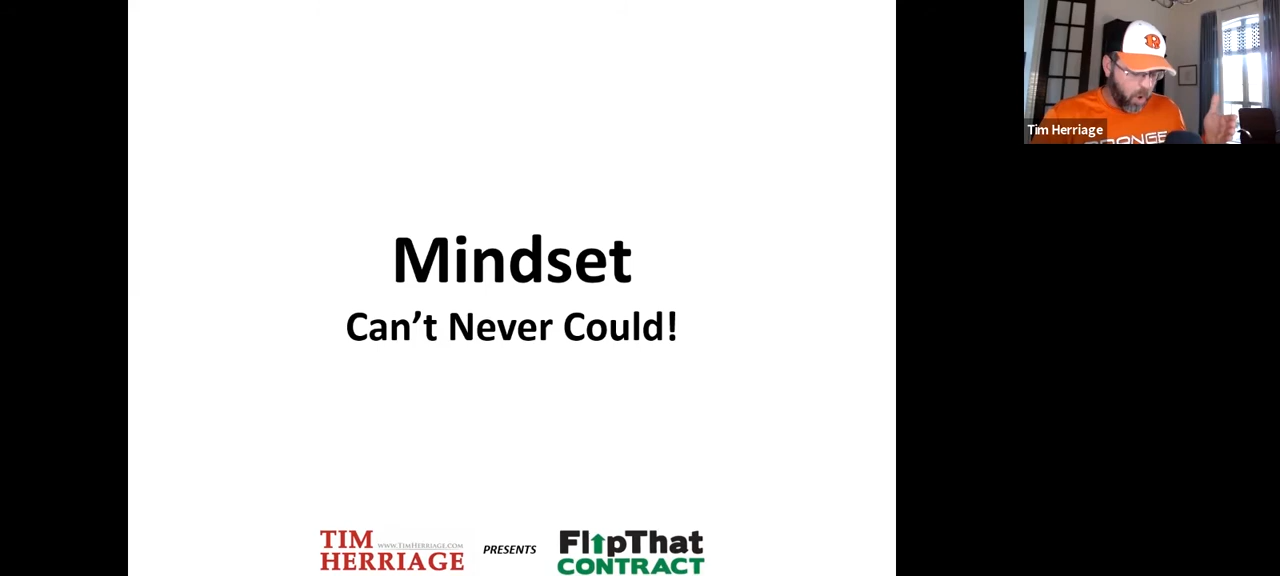 Mindset
Can't Never Could!
Tim Herriage
TIM
WWW.TIMHERRIAGE.COM
HERRIAGE
PRESENTS
FlipThat
CONTRACT